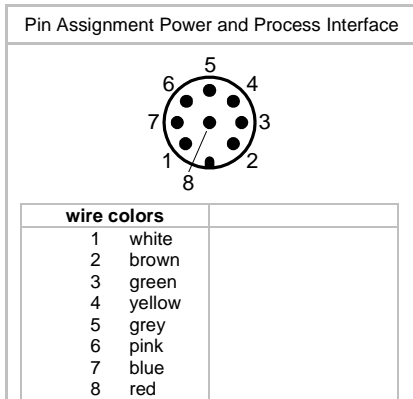 Pin Assignment Power and Process Interface
5
6 4
7 3
1 2
8
wire colors
1 white
2 brown
3 green
4 yellow
5 grey
6 pink
7 blue
8 red